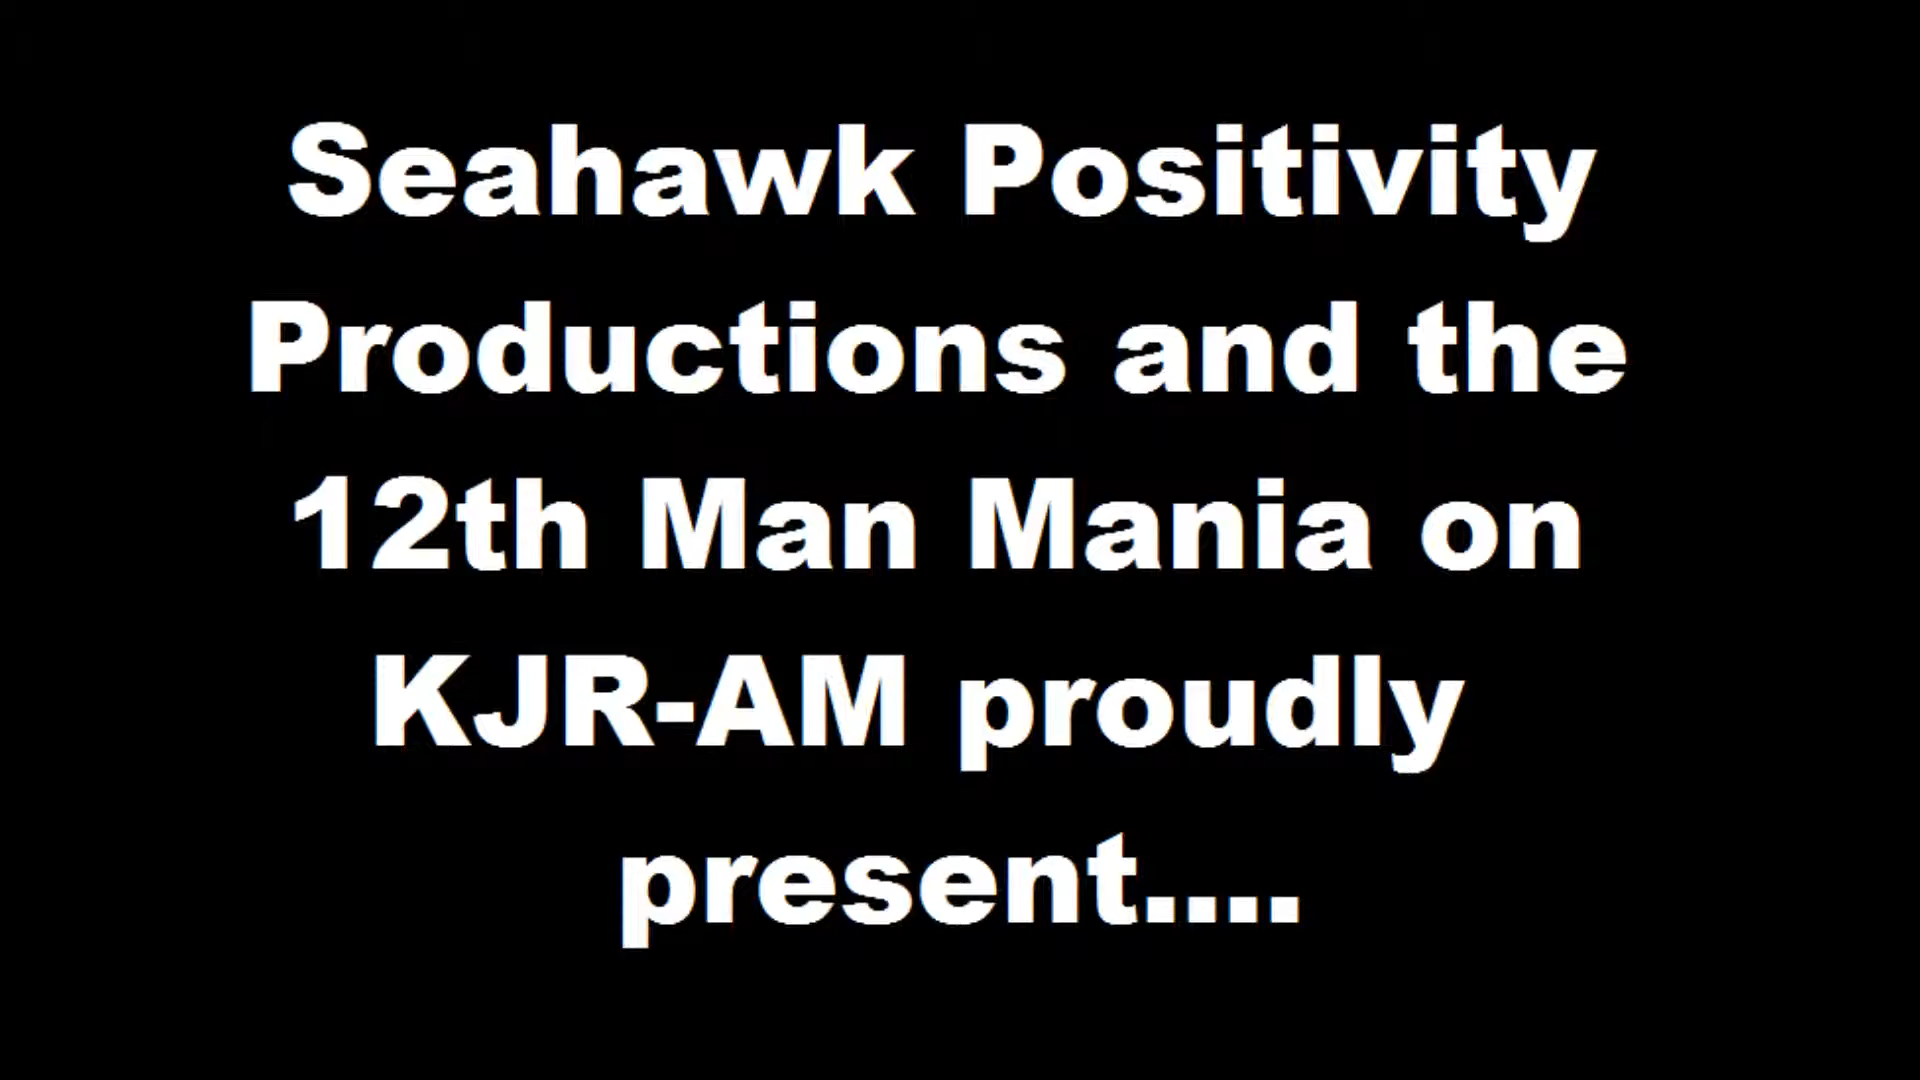 Seahawk Positivity
Productions and the
12th Man Mania on
KJR-AM proudly
present....